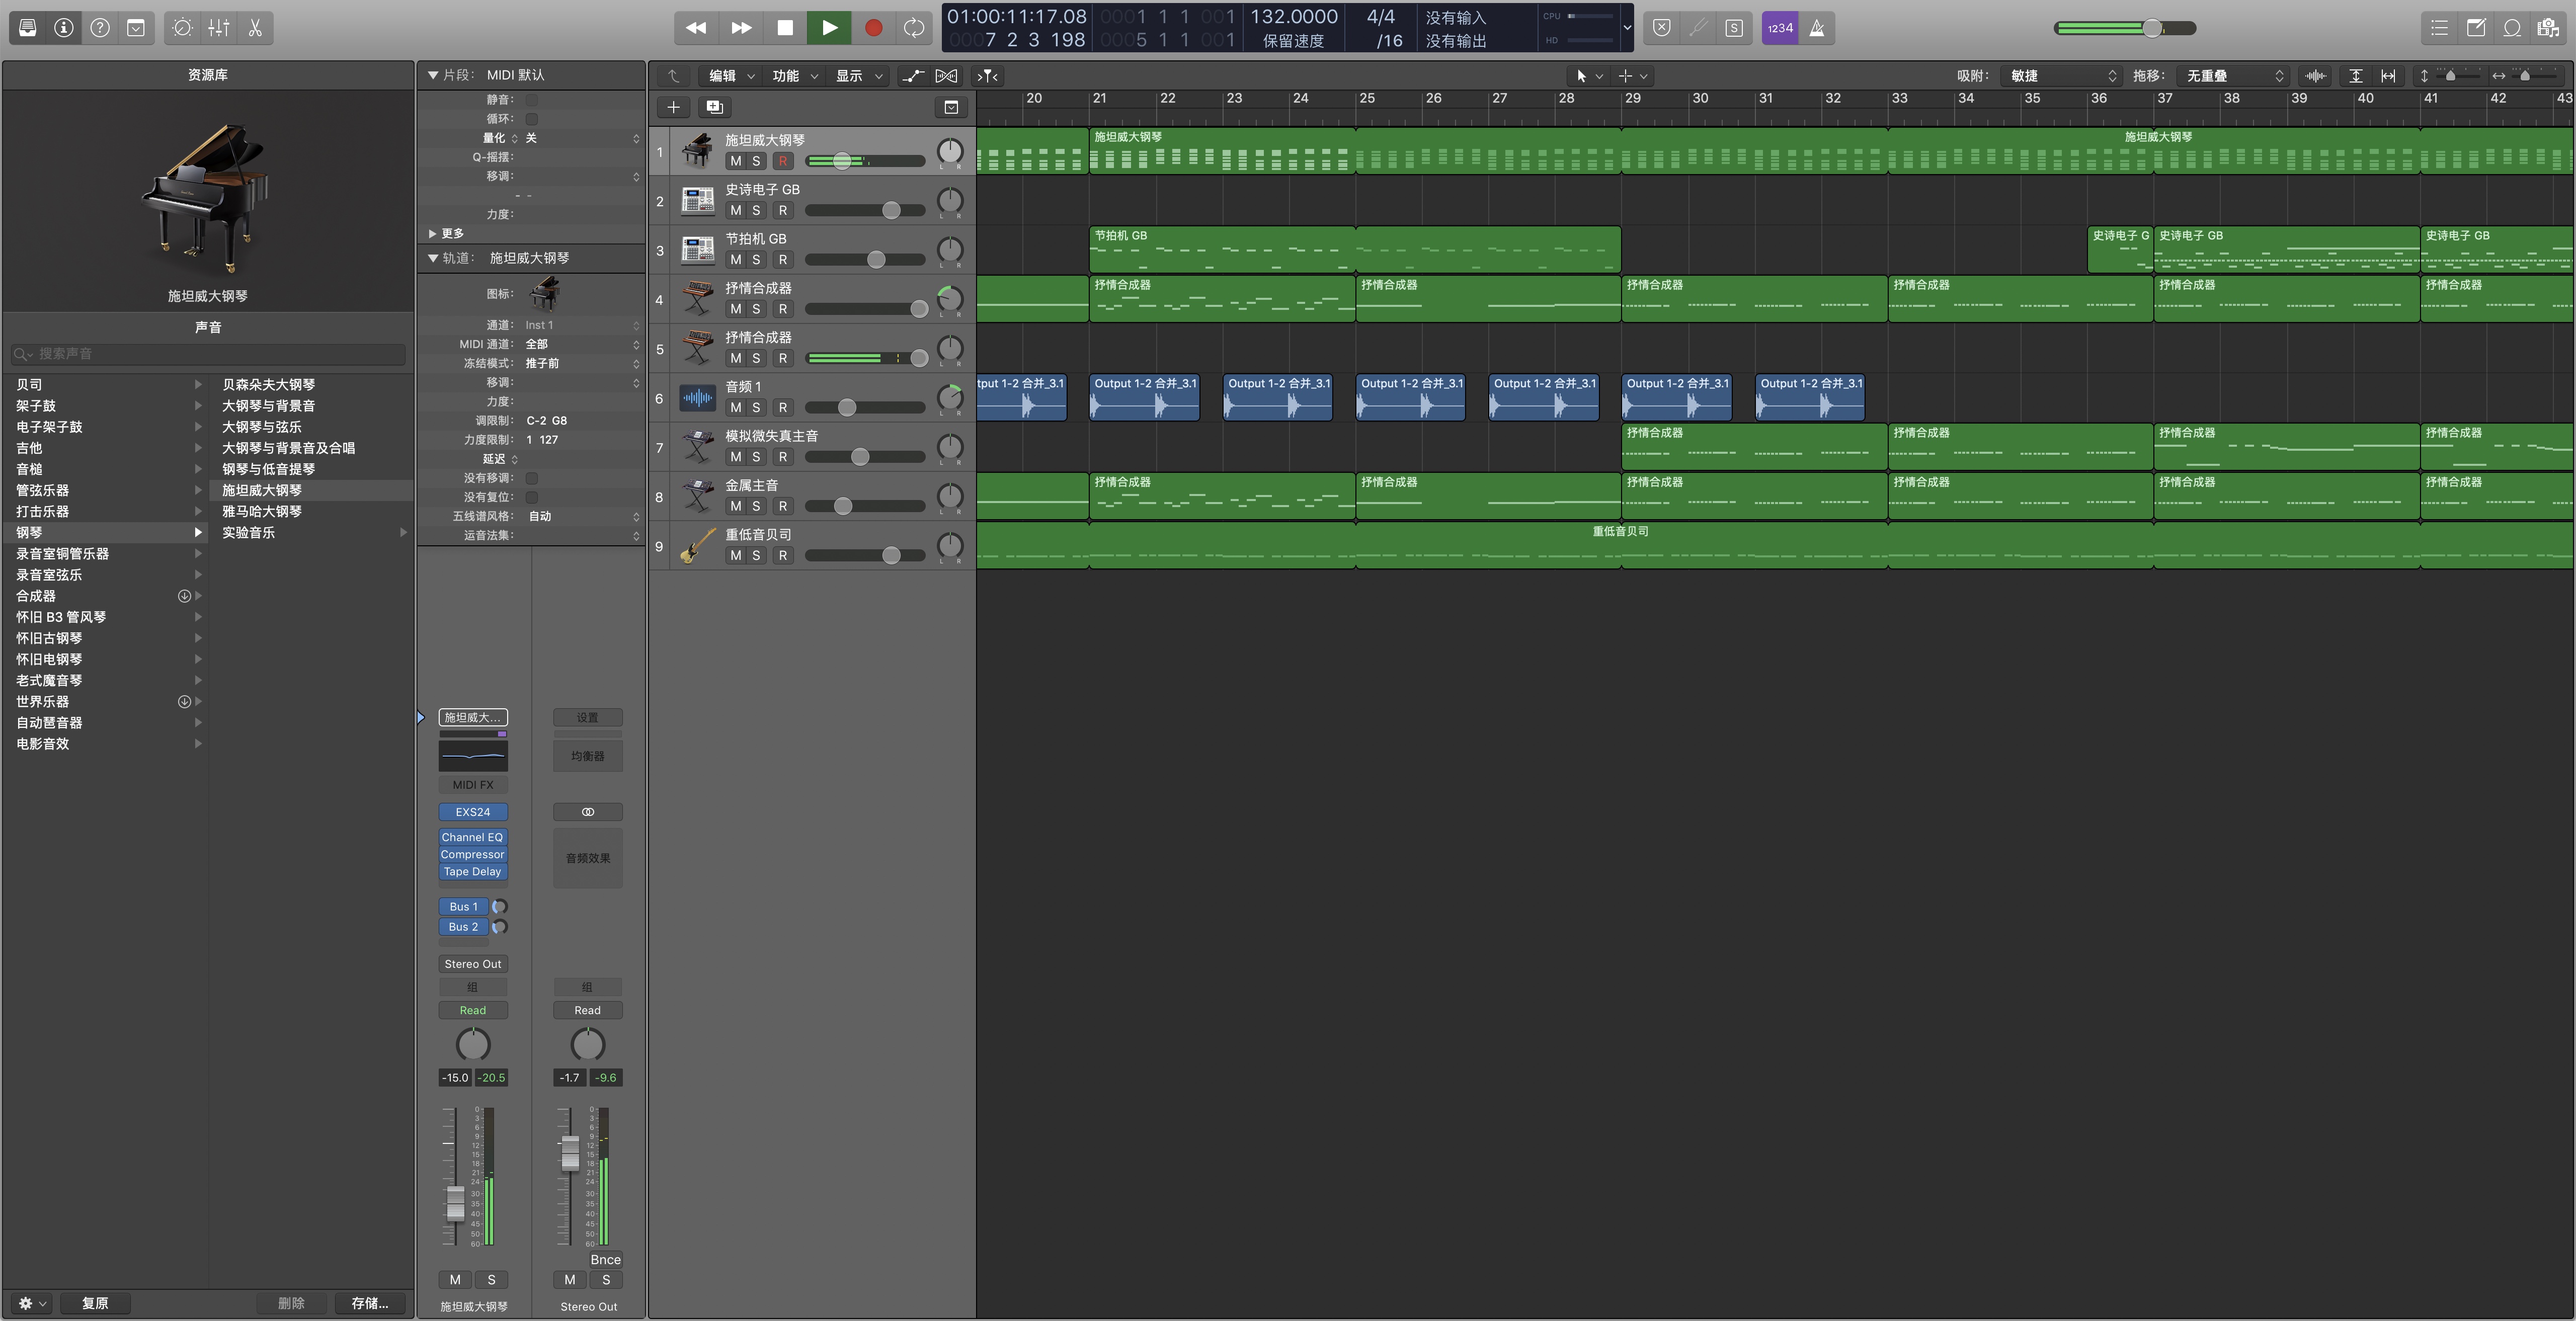 01:00:11:17.08
0007 2 3 198
0001 1 1 001
0005 1 1 001
132.0000
保留速度
4/4
/16
没有输入
没有输出
CPU
HD
S
1234
资源库
施坦威大钢琴
声音
搜索声音
贝司
架子鼓
电子架子鼓
吉他
音槌
管弦乐器
打击乐器
钢琴
录音室铜管乐器
录音室弦乐
合成器
怀旧 B3 管风琴
怀旧古钢琴
怀旧电钢琴
老式魔音琴
世界乐器
自动琶音器
电影音效
贝森朵夫大钢琴
大钢琴与背景音
大钢琴与弦乐
大钢琴与背景音及合唱
钢琴与低音提琴
施坦威大钢琴
雅马哈大钢琴
实验音乐
复原
删除
存储...
片段: MIDI 默认
静音:
循环:
量化 关
Q-摇摆:
移调:
- -
力度:
更多
轨道: 施坦威大钢琴
图标:
通道: Inst 1
MIDI 通道: 全部
冻结模式: 推子前
移调:
力度:
调限制: C-2 G8
力度限制: 1 127
延迟
没有移调:
没有复位:
五线谱风格: 自动
运音法集:
施坦威大...
MIDI FX
EXS24
Channel EQ
Compressor
Tape Delay
Bus 1
Bus 2
Stereo Out
组
Read
-15.0 -20.5
0
3
6
9
12
15
18
21
24
30
35
40
45
50
60
M S
施坦威大钢琴
设置
均衡器
音频效果
组
Read
-1.7 -9.6
0
3
6
9
12
15
18
21
24
30
35
40
45
50
60
Bnce
M S
Stereo Out
编辑 功能 显示
吸附: 敏捷 拖移: 无重叠
20 21 22 23 24 25 26 27 28 29 30 31 32 33 34 35 36 37 38 39 40 41 42 43
1 施坦威大钢琴
M S R
L R
施坦威大钢琴 施坦威大钢琴
2 史诗电子 GB
M S R
L R
3 节拍机 GB
M S R
L R
节拍机 GB 史诗电子 G 史诗电子 GB 史诗电子 GB
4 抒情合成器
M S R
L R
抒情合成器 抒情合成器 抒情合成器 抒情合成器 抒情合成器 抒情合成器
5 抒情合成器
M S R
L R
6 音频 1
M S R
L R
tput 1-2 合并_3.1 Output 1-2 合并_3.1 Output 1-2 合并_3.1 Output 1-2 合并_3.1 Output 1-2 合并_3.1 Output 1-2 合并_3.1 Output 1-2 合并_3.1
7 模拟微失真主音
M S R
L R
抒情合成器 抒情合成器 抒情合成器 抒情合成器
8 金属主音
M S R
L R
抒情合成器 抒情合成器 抒情合成器 抒情合成器 抒情合成器 抒情合成器
9 重低音贝司
M S R
L R
重低音贝司